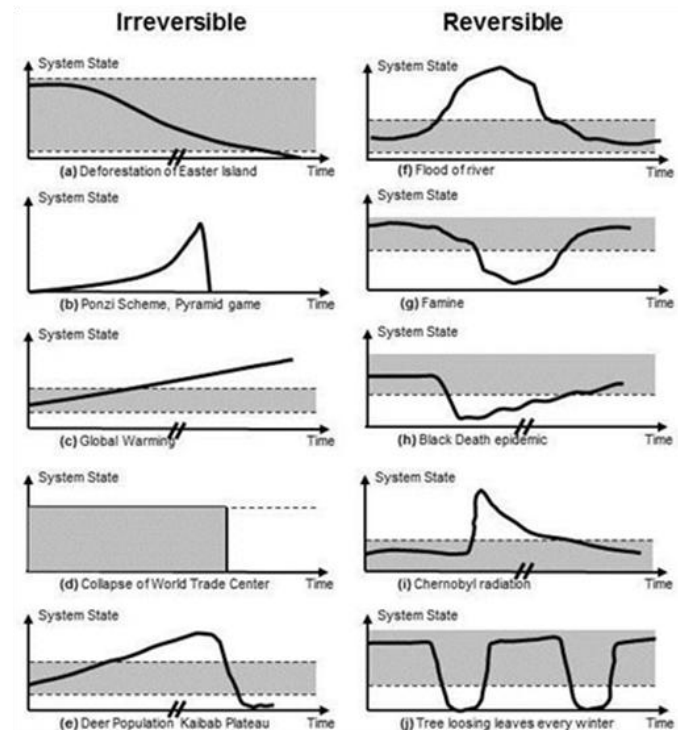 Irreversible
Reversible
System State
(a) Deforestation of Easter Island
Time
System State
(b) Ponzi Scheme, Pyramid game
Time
System State
(c) Global Warming
Time
System State
(d) Collapse of World Trade Center
Time
System State
(e) Deer Population Kaibab Plateau
Time
System State
(f) Flood of river
Time
System State
(g) Famine
Time
System State
(h) Black Death epidemic
Time
System State
(i) Chernobyl radiation
Time
System State
(j) Tree loosing leaves every winter
Time